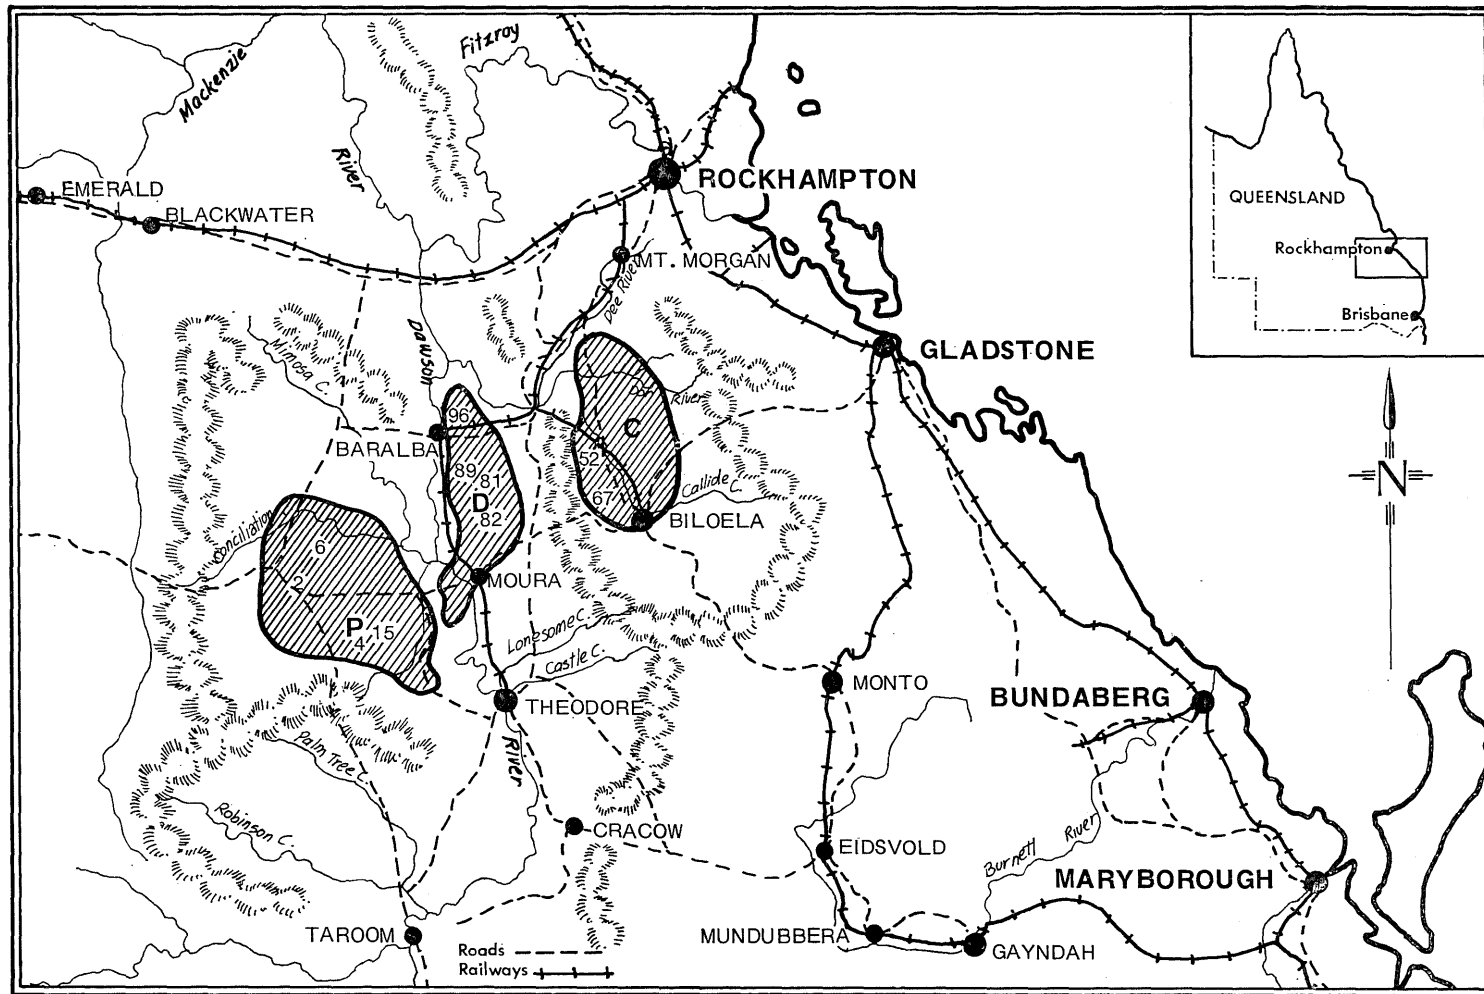 Fitzroy
Mackenzie
River
EMERALD
BLACKWATER
ROCKHAMPTON
MT. MORGAN
Dee River
QUEENSLAND
Rockhampton
Brisbane
Mimosa C.
Dawson
GLADSTONE
River
C
96
BARALBA
89
81
D
82
52
67
Callide C.
BILOELA
N
Conciliation
6
2
P
4
15
MOURA
Lonesome C.
Castle C.
THEODORE
MONTO
BUNDABERG
Palm Tree C.
River
Robinson C.
CRACOW
EIDSVOLD
Burnett River
MARYBOROUGH
TAROOM
MUNDUBBERA
GAYNDAH
Roads
Railways